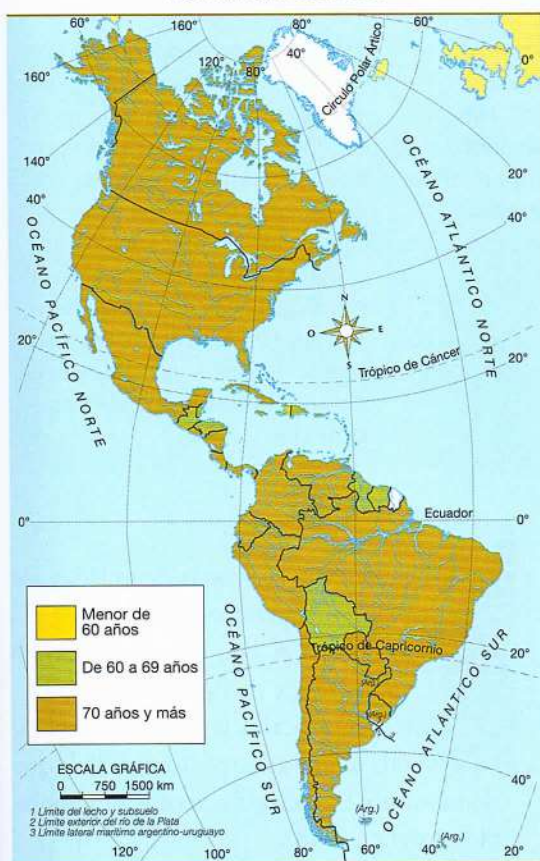 60°
160°
60°
160°
120°
80°
40°
Círculo Polar Ártico
0°
140°
20°
40°
40°
OCÉANO PACÍFICO NORTE
OCÉANO ATLÁNTICO NORTE
N
O
E
S
20°
Trópico de Cáncer
20°
Ecuador
0°
0°
Menor de
60 años
De 60 a 69 años
70 años y más
Trópico de Capricornio
20°
(Arg.)
(Arg.)
OCÉANO PACÍFICO SUR
OCÉANO ATLÁNTICO SUR
ESCALA GRÁFICA
0 750 1500 km
40°
1 Límite del lecho y subsuelo
2 Límite exterior del río de la Plata
3 Límite lateral marítimo argentino-uruguayo
(Arg.)
(Arg.)
120°
100°
80°
60°
40°